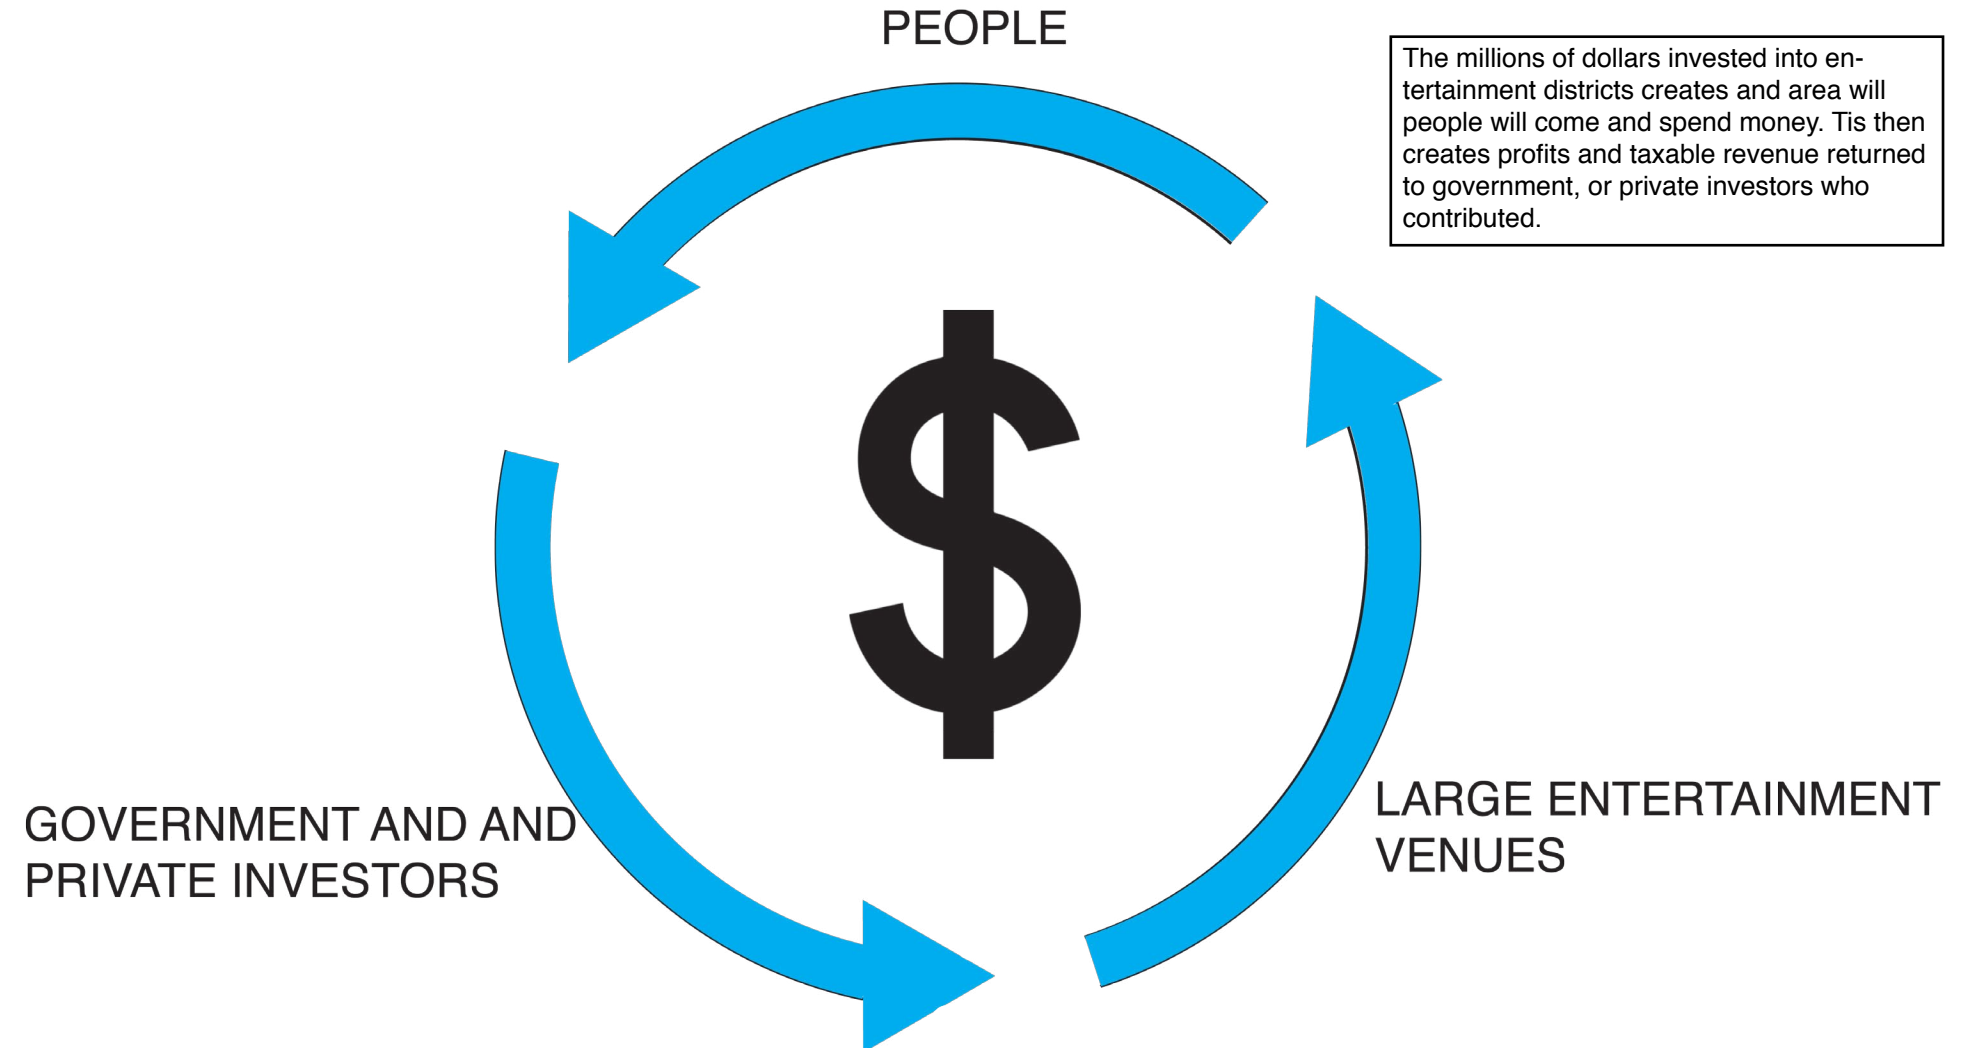 PEOPLE
The millions of dollars invested into en-
tertainment districts creates and area will
people will come and spend money. Tis then
creates profits and taxable revenue returned
to government, or private investors who
contributed.
$
GOVERNMENT AND AND
PRIVATE INVESTORS
LARGE ENTERTAINMENT
VENUES